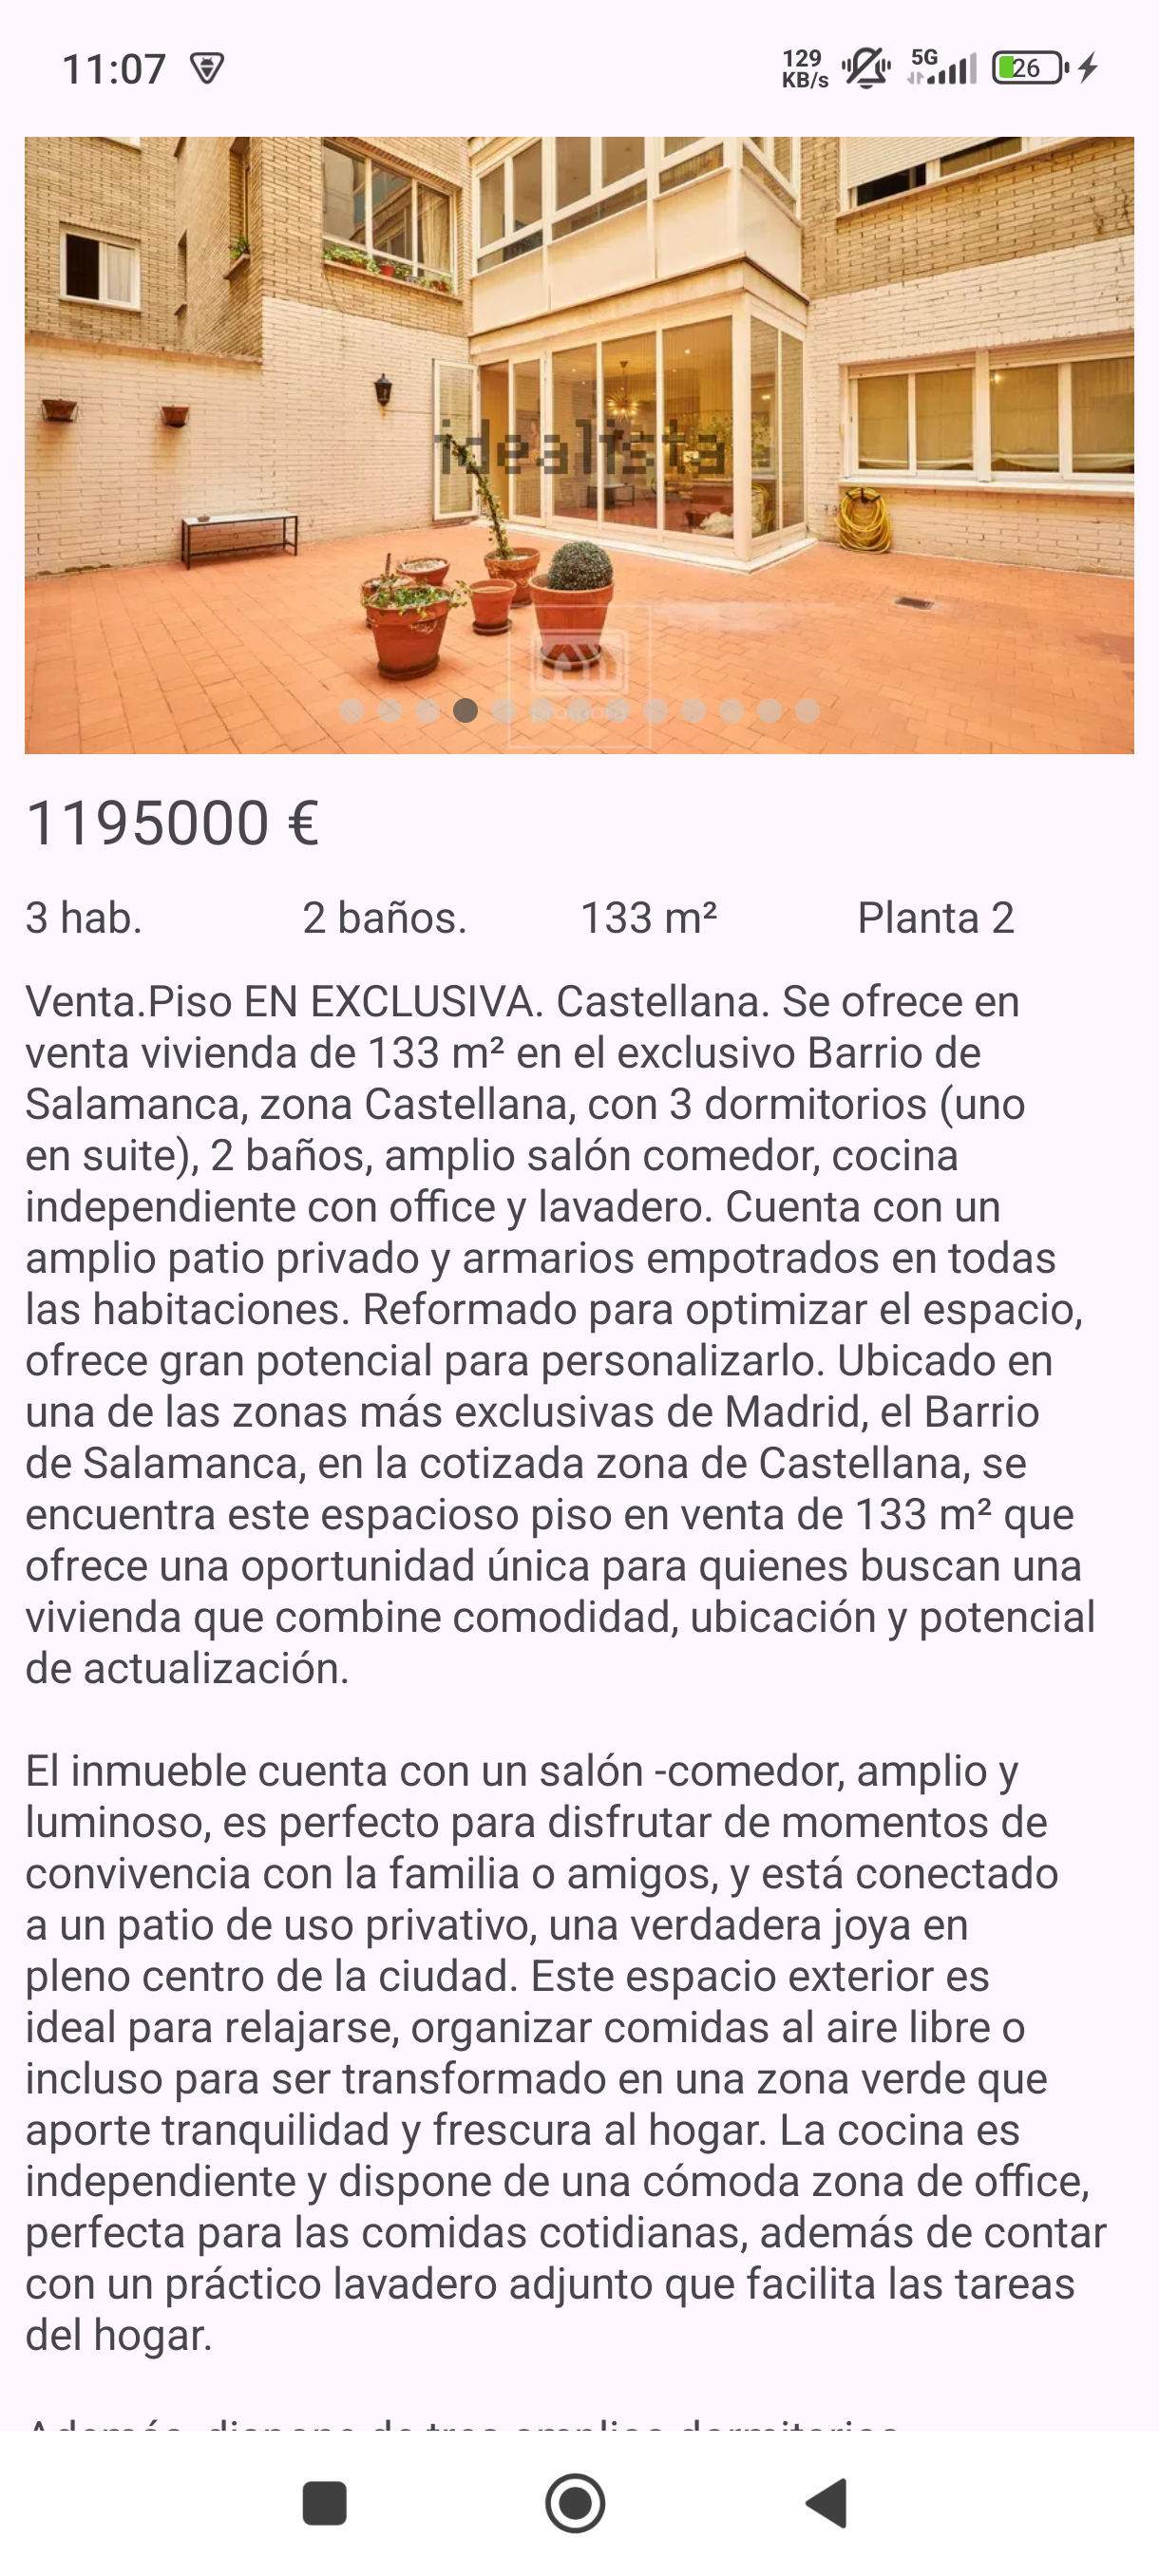 11:07
129
KB/s
5G
26
idealista
1195000 €
3 hab.
2 baños.
133 m²
Planta 2
Venta.Piso EN EXCLUSIVA. Castellana. Se ofrece en
venta vivienda de 133 m² en el exclusivo Barrio de
Salamanca, zona Castellana, con 3 dormitorios (uno
en suite), 2 baños, amplio salón comedor, cocina
independiente con office y lavadero. Cuenta con un
amplio patio privado y armarios empotrados en todas
las habitaciones. Reformado para optimizar el espacio,
ofrece gran potencial para personalizarlo. Ubicado en
una de las zonas más exclusivas de Madrid, el Barrio
de Salamanca, en la cotizada zona de Castellana, se
encuentra este espacioso piso en venta de 133 m² que
ofrece una oportunidad única para quienes buscan una
vivienda que combine comodidad, ubicación y potencial
de actualización.
El inmueble cuenta con un salón -comedor, amplio y
luminoso, es perfecto para disfrutar de momentos de
convivencia con la familia o amigos, y está conectado
a un patio de uso privativo, una verdadera joya en
pleno centro de la ciudad. Este espacio exterior es
ideal para relajarse, organizar comidas al aire libre o
incluso para ser transformado en una zona verde que
aporte tranquilidad y frescura al hogar. La cocina es
independiente y dispone de una cómoda zona de office,
perfecta para las comidas cotidianas, además de contar
con un práctico lavadero adjunto que facilita las tareas
del hogar.
Además, dispone de tres amplios dormitorios